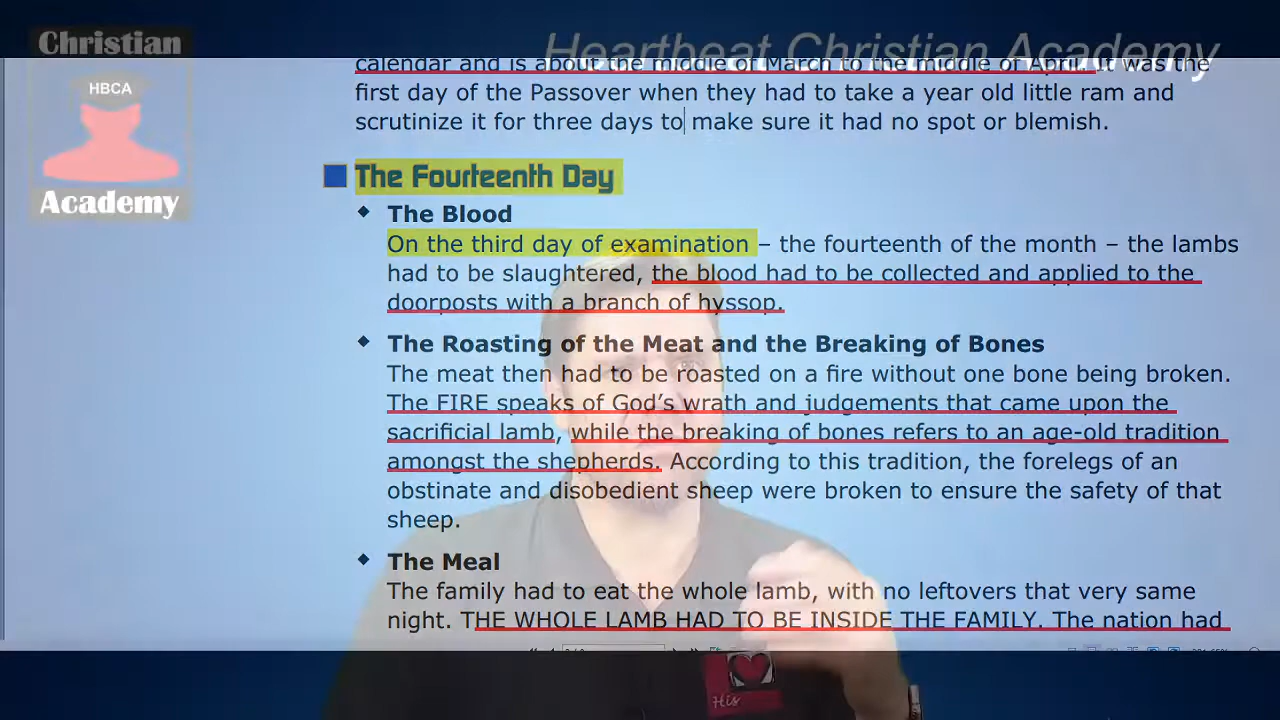 Christian
HBCA
Academy
Heartbeat Christian Academy
calendar and is about the middle of March to the middle of April. It was the
first day of the Passover when they had to take a year old little ram and
scrutinize it for three days to make sure it had no spot or blemish.
The Fourteenth Day
The Blood
On the third day of examination – the fourteenth of the month – the lambs
had to be slaughtered, the blood had to be collected and applied to the
doorposts with a branch of hyssop.
The Roasting of the Meat and the Breaking of Bones
The meat then had to be roasted on a fire without one bone being broken.
The FIRE speaks of God's wrath and judgements that came upon the
sacrificial lamb, while the breaking of bones refers to an age-old tradition
amongst the shepherds. According to this tradition, the forelegs of an
obstinate and disobedient sheep were broken to ensure the safety of that
sheep.
The Meal
The family had to eat the whole lamb, with no leftovers that very same
night. THE WHOLE LAMB HAD TO BE INSIDE THE FAMILY. The nation had
His